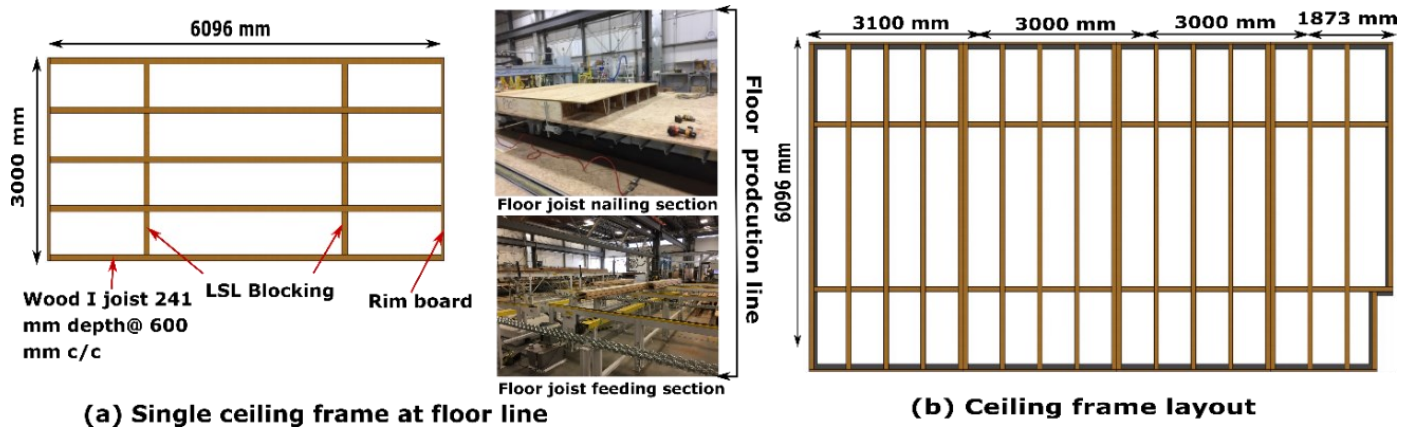 6096 mm
3000 mm
Wood I joist 241
mm depth@ 600
mm c/c
LSL Blocking
Rim board
(a) Single ceiling frame at floor line
Floor joist nailing section
Floor joist feeding section
Floor prodcution line
3100 mm
3000 mm
3000 mm
1873 mm
6096 mm
(b) Ceiling frame layout